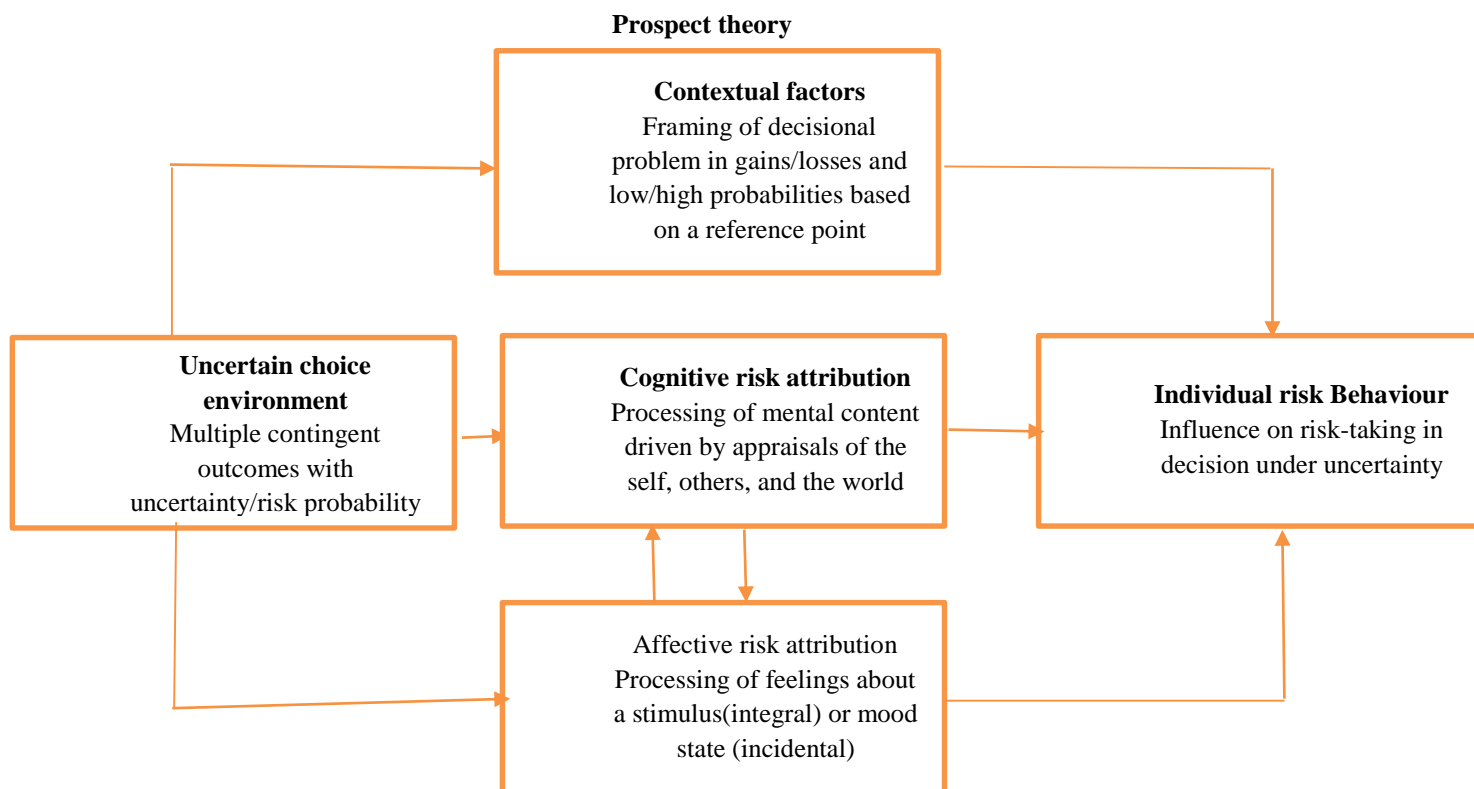 Prospect theory
Contextual factors
Framing of decisional
problem in gains/losses and
low/high probabilities based
on a reference point
Uncertain choice
environment
Multiple contingent
outcomes with
uncertainty/risk probability
Cognitive risk attribution
Processing of mental content
driven by appraisals of the
self, others, and the world
Individual risk Behaviour
Influence on risk-taking in
decision under uncertainty
Affective risk attribution
Processing of feelings about
a stimulus(integral) or mood
state (incidental)